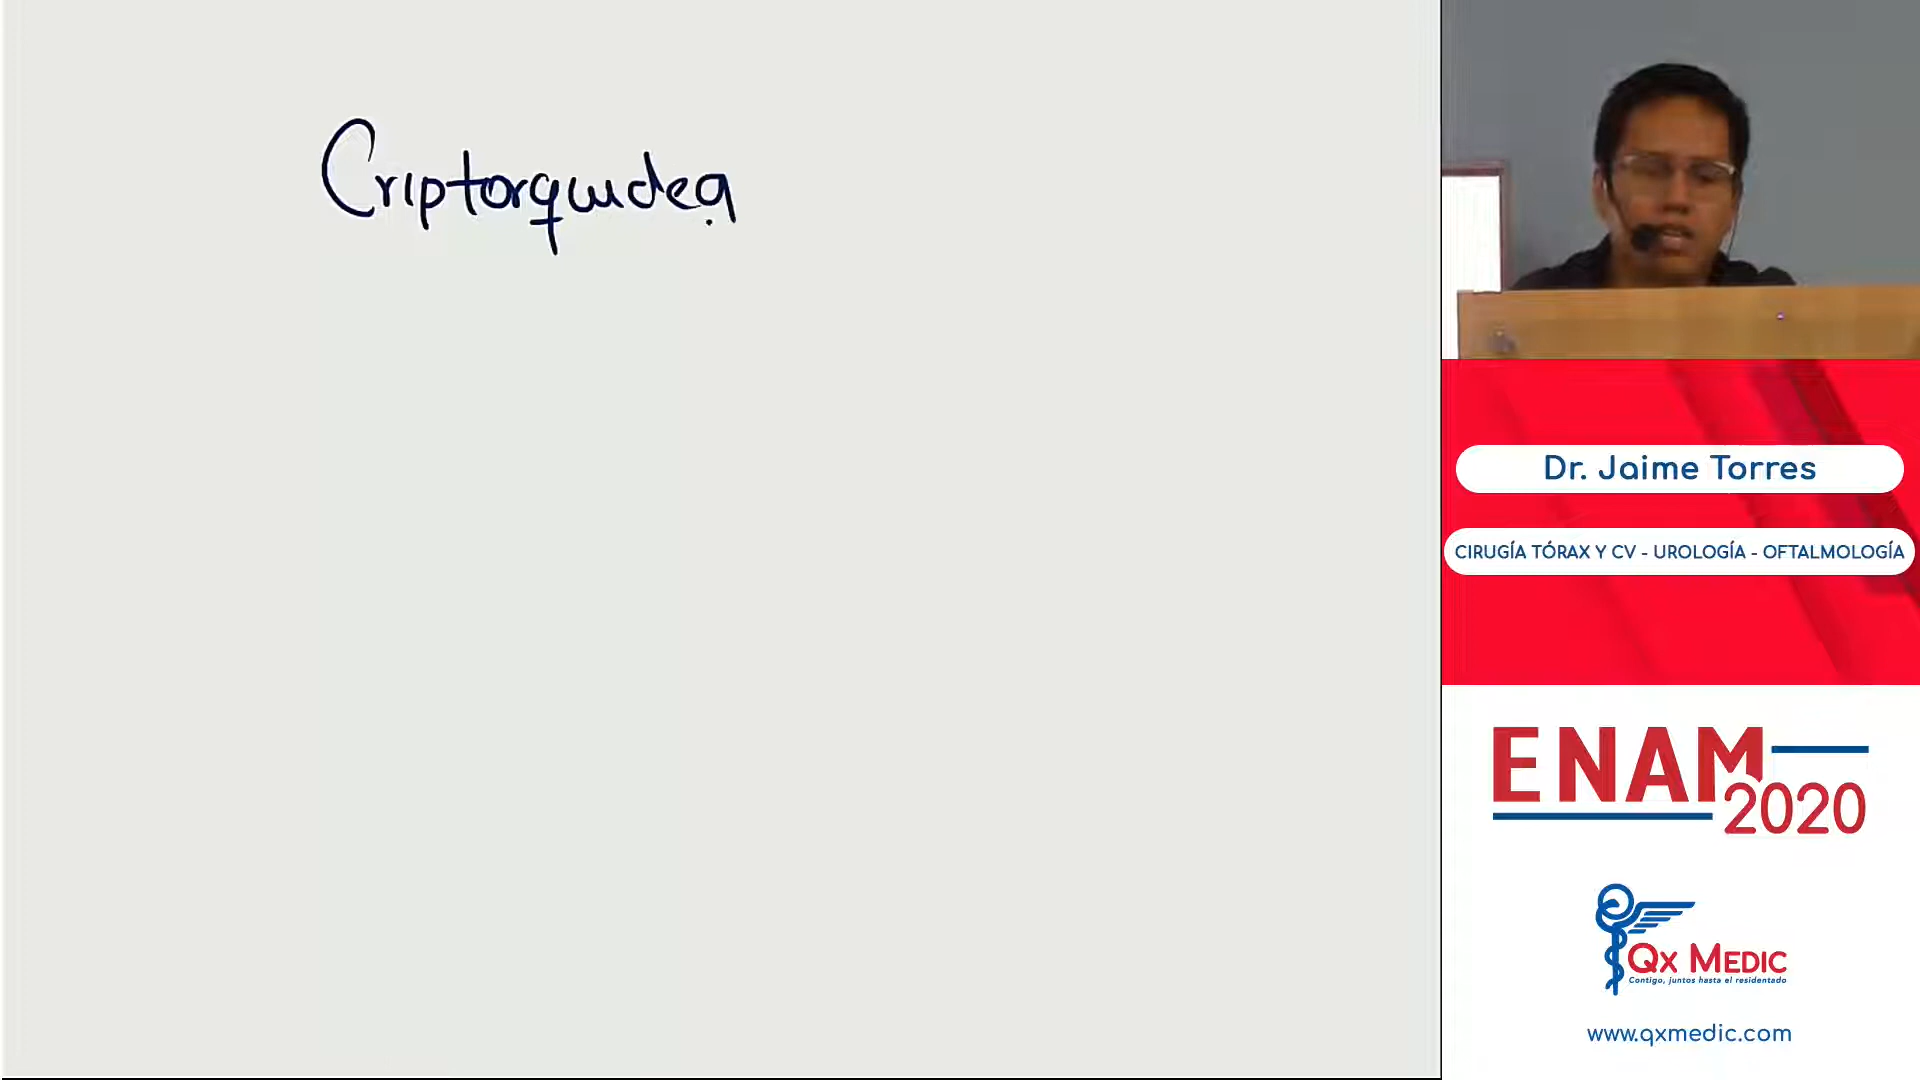 Criptorquidea
Dr. Jaime Torres
CIRUGÍA TÓRAX Y CV - UROLOGÍA - OFTALMOLOGÍA
ENAM
2020
Qx MEDIC
Contigo, juntos hasta el residentado
www.qxmedic.com